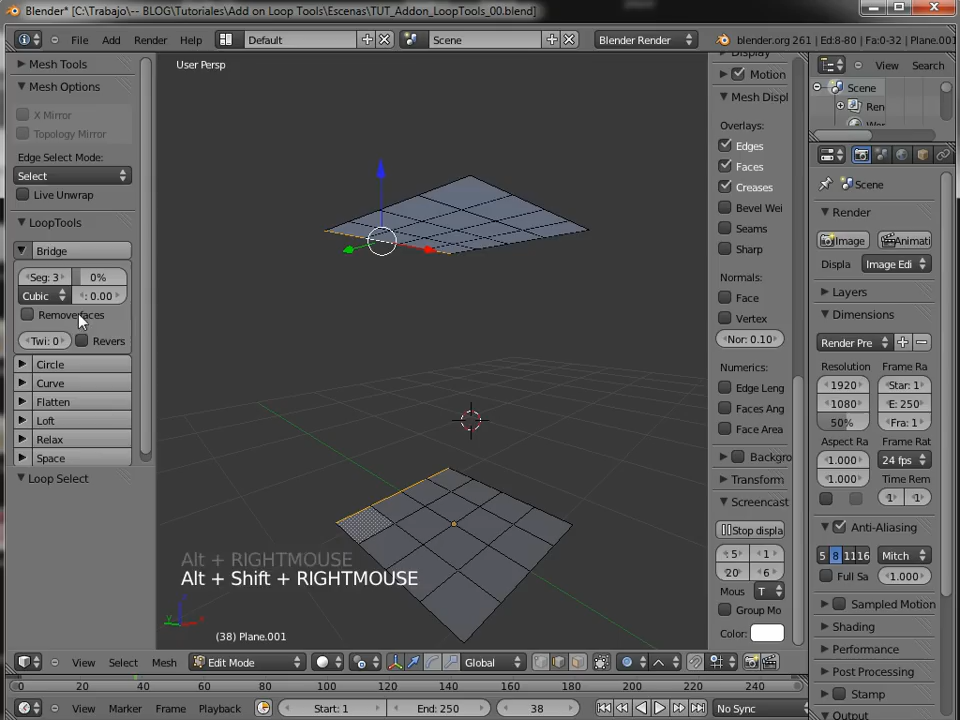 Blender* [C:\Trabajo\-- BLEND\Tutoriales\Add on Loop Tools\Escenas\TUT_Addon_LoopTools_00.blend]
File Add Render Help Default Scene Blender Render blender.org 261 | Ed:8-80 | Fa:0-32 | Plane.001
Mesh Tools
Mesh Options
X Mirror
Topology Mirror
Edge Select Mode:
Select
Live Unwrap
LoopTools
Bridge
Seg: 3 0%
Cubic : 0.00
Remove faces
Twi: 0 Revers
Circle
Curve
Flatten
Loft
Relax
Space
Loop Select
User Persp
Alt + RIGHTMOUSE
Alt + Shift + RIGHTMOUSE
(38) Plane.001
Display
Motion
Mesh Displ
Overlays:
Edges
Faces
Creases
Bevel Wei
Seams
Sharp
Normals:
Face
Vertex
Nor: 0.10
Numerics:
Edge Leng
Faces Ang
Face Area
Backgro
Transform
Screencast
Stop displa
: 5 1
20 6
Mous T
Group Mo
Color:
View Search
Scene
Ren
Scene
Render
Image Animati
Displa Image Edi
Layers
Dimensions
Render Pre
Resolution Frame Ra
1920 Star: 1
1080 E: 250
50% Fra: 1
Aspect Ra Frame Rat
1.000 24 fps
1.000 Time Rem
1 1
Anti-Aliasing
5 8 11 16 Mitch
Full Sa 1.000
Sampled Motion
Shading
Performance
Post Processing
Stamp
Output
View Select Mesh Edit Mode Global
0 20 40 60 80 100 120 140 160 180 200 220 240
View Marker Frame Playback Start: 1 End: 250 38 No Sync